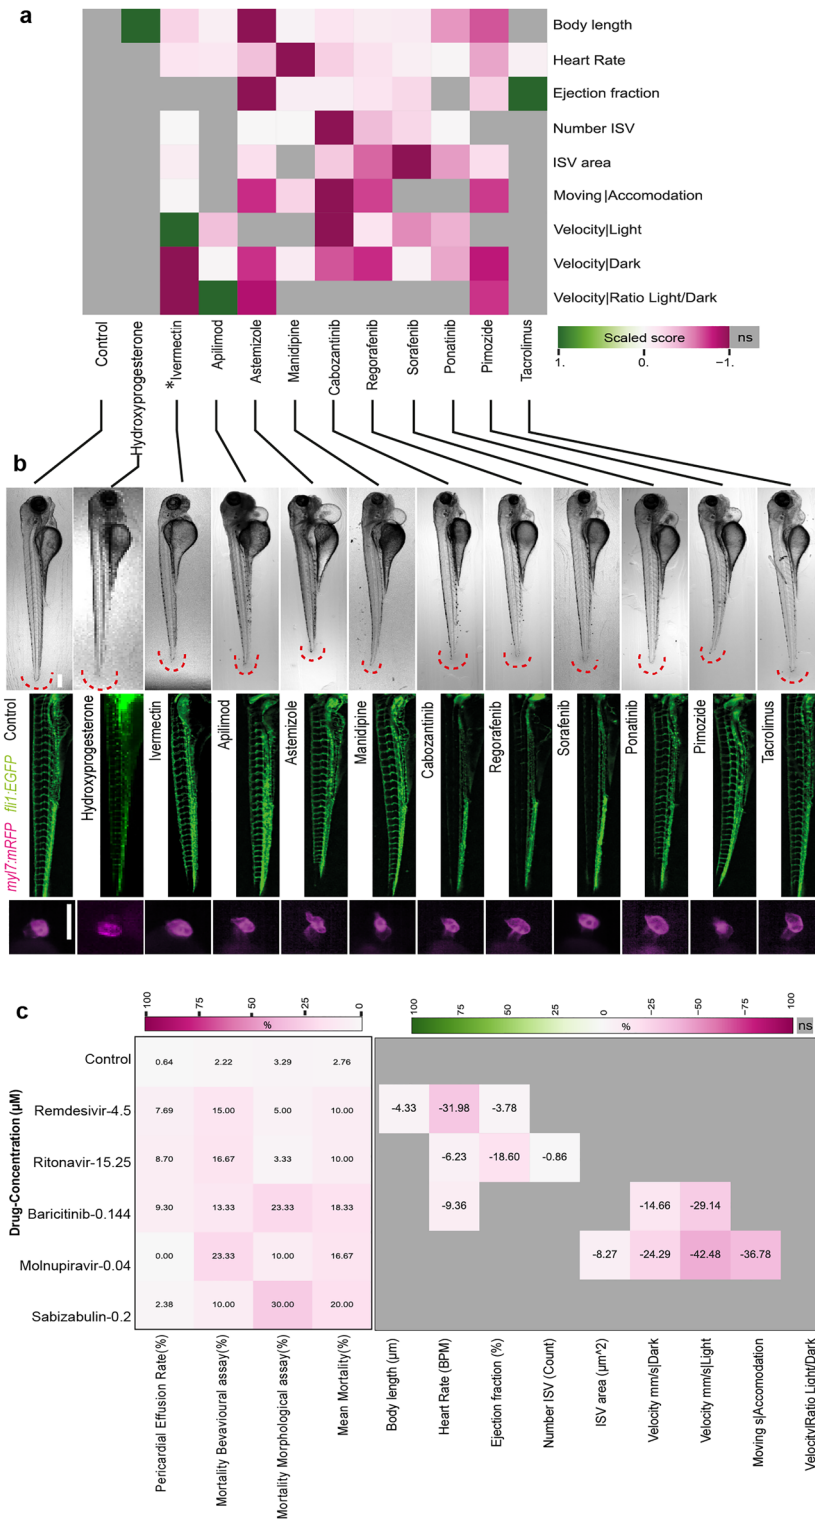 a
Body length
Heart Rate
Ejection fraction
Number ISV
ISV area
Moving|Accomodation
Velocity|Light
Velocity|Dark
Velocity|Ratio Light/Dark
Control
Hydroxyprogesterone
*Ivermectin
Apilimod
Astemizole
Manidipine
Cabozantinib
Regorafenib
Sorafenib
Ponatinib
Pimozide
Tacrolimus
Scaled score
ns
1. 0. −1.
b
Control
Hydroxyprogesterone
Ivermectin
Apilimod
Astemizole
Manidipine
Cabozantinib
Regorafenib
Sorafenib
Ponatinib
Pimozide
Tacrolimus
myl7:mRFP fli1:EGFP
c
100 75 50 25 0
%
100 75 50 25 0 −25 −50 −75 −100
%
ns
Drug-Concentration (µM)
Control 0.64 2.22 3.29 2.76
Remdesivir-4.5 7.69 15.00 5.00 10.00 -4.33 -31.98 -3.78
Ritonavir-15.25 8.70 16.67 3.33 10.00 -6.23 -18.60 -0.86
Baricitinib-0.144 9.30 13.33 23.33 18.33 -9.36 -14.66 -29.14
Molnupiravir-0.04 0.00 23.33 10.00 16.67 -8.27 -24.29 -42.48 -36.78
Sabizabulin-0.2 2.38 10.00 30.00 20.00
Pericardial Effusion Rate(%)
Mortality Bevavioural assay(%)
Mortality Morphological assay(%)
Mean Mortality(%)
Body length (µm)
Heart Rate (BPM)
Ejection fraction (%)
Number ISV (Count)
ISV area (µm^2)
Velocity mm/s|Dark
Velocity mm/s|Light
Moving s|Accomodation
Velocity|Ratio Light/Dark